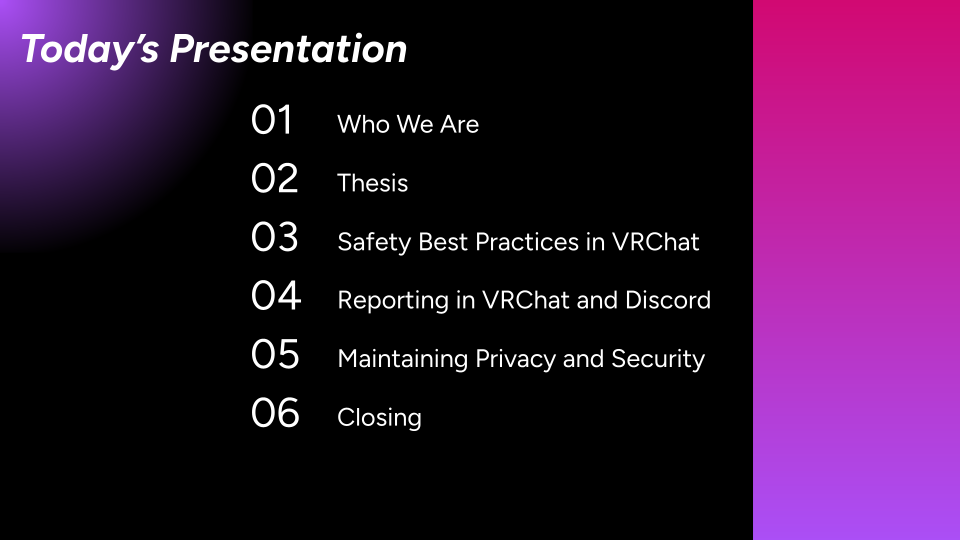 Today’s Presentation
01 Who We Are
02 Thesis
03 Safety Best Practices in VRChat
04 Reporting in VRChat and Discord
05 Maintaining Privacy and Security
06 Closing